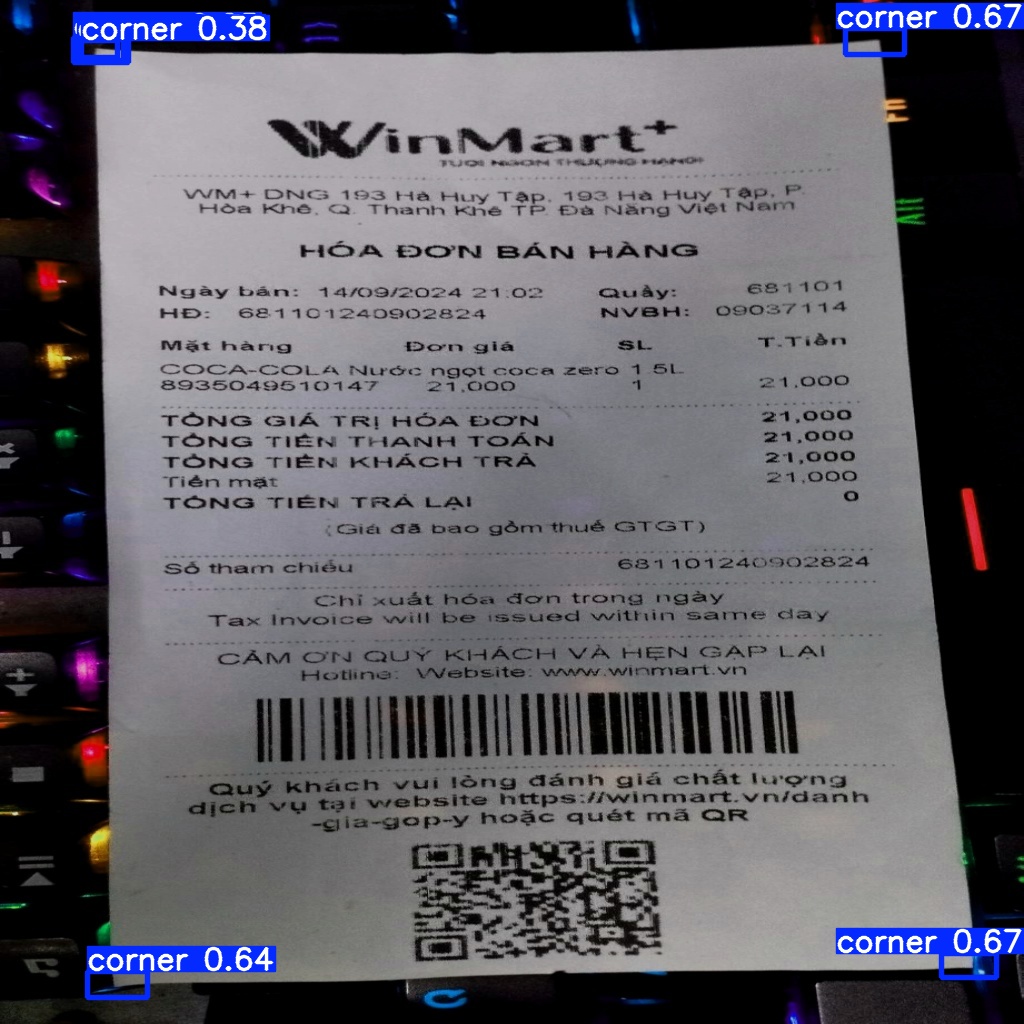 corner 0.38
corner 0.67
WinMart+
TƯƠI NGON THƯỢNG HẠNG!
WM+ DNG 193 Hà Huy Tập, 193 Hà Huy Tập, P.
Hòa Khê, Q. Thanh Khê TP. Đà Nẵng Việt Nam
Fn
Alt
HÓA ĐƠN BÁN HÀNG
Ngày bán: 14/09/2024 21:02 Quầy: 681101
HĐ: 681101240902824 NVBH: 09037114
Mặt hàng Đơn giá SL T.Tiền
COCA-COLA Nước ngọt coca zero 1.5L
8935049510147 21,000 1 21,000
TỔNG GIÁ TRỊ HÓA ĐƠN 21,000
TỔNG TIỀN THANH TOÁN 21,000
TỔNG TIỀN KHÁCH TRẢ 21,000
Tiền mặt 21,000
TỔNG TIỀN TRẢ LẠI 0
(Giá đã bao gồm thuế GTGT)
Số tham chiếu 681101240902824
Chỉ xuất hóa đơn trong ngày
Tax Invoice will be issued within same day
CẢM ƠN QUÝ KHÁCH VÀ HẸN GẶP LẠI
Hotline: Website: www.winmart.vn
Quý khách vui lòng đánh giá chất lượng
dịch vụ tại website https://winmart.vn/danh
-gia-gop-y hoặc quét mã QR
corner 0.64
corner 0.67